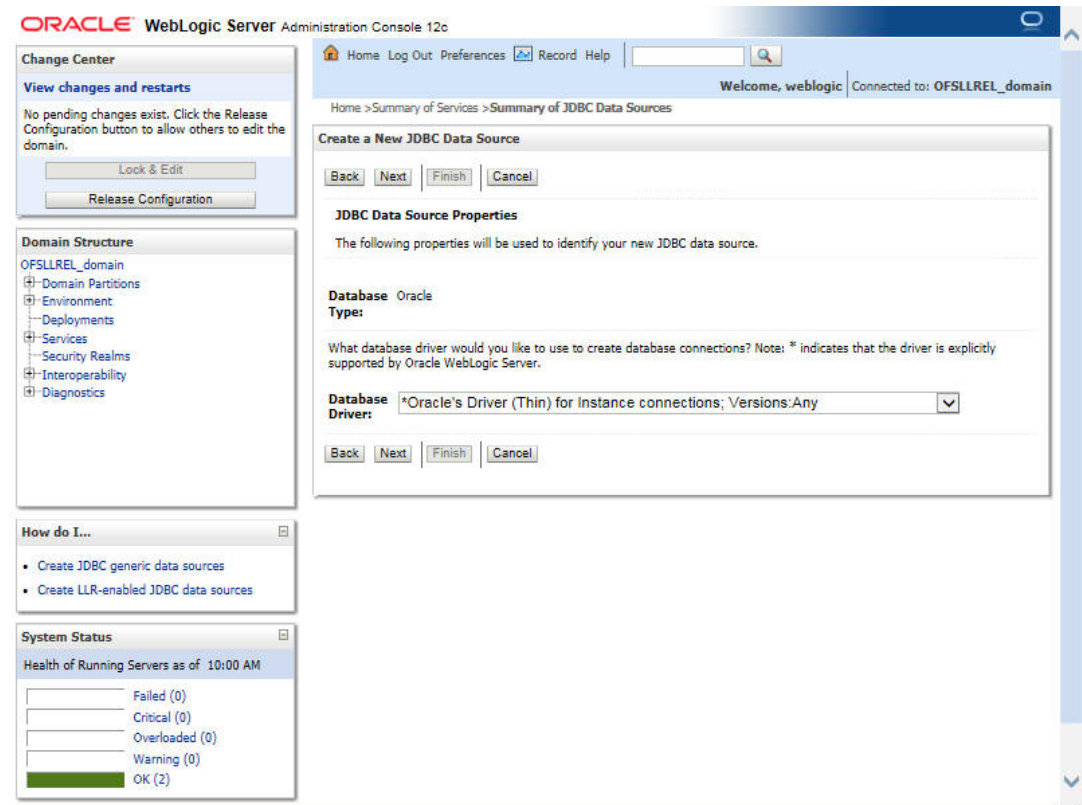 ORACLE WebLogic Server Administration Console 12c
Change Center
View changes and restarts
No pending changes exist. Click the Release
Configuration button to allow others to edit the
domain.
Lock & Edit
Release Configuration
Domain Structure
OFSLLREL_domain
Domain Partitions
Environment
Deployments
Services
Security Realms
Interoperability
Diagnostics
How do I...
Create JDBC generic data sources
Create LLR-enabled JDBC data sources
System Status
Health of Running Servers as of 10:00 AM
Failed (0)
Critical (0)
Overloaded (0)
Warning (0)
OK (2)
Home Log Out Preferences Record Help
Welcome, weblogic Connected to: OFSLLREL_domain
Home >Summary of Services >Summary of JDBC Data Sources
Create a New JDBC Data Source
Back Next Finish Cancel
JDBC Data Source Properties
The following properties will be used to identify your new JDBC data source.
Database Oracle
Type:
What database driver would you like to use to create database connections? Note: * indicates that the driver is explicitly
supported by Oracle WebLogic Server.
Database *Oracle's Driver (Thin) for Instance connections; Versions:Any
Driver:
Back Next Finish Cancel